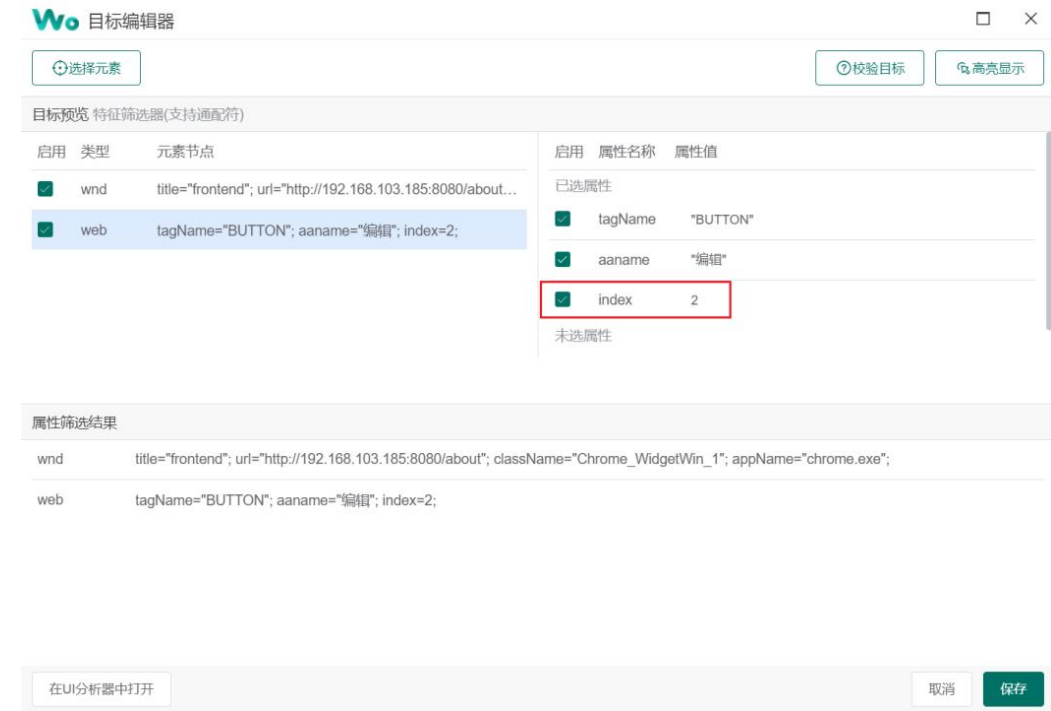 Wo 目标编辑器
选择元素 校验目标 高亮显示
目标预览 特征筛选器(支持通配符)
启用 类型 元素节点 启用 属性名称 属性值
已选属性
wnd title="frontend"; url="http://192.168.103.185:8080/about...
tagName "BUTTON"
web tagName="BUTTON"; aaname="编辑"; index=2;
aaname "编辑"
index 2
未选属性
属性筛选结果
wnd title="frontend"; url="http://192.168.103.185:8080/about"; className="Chrome_WidgetWin_1"; appName="chrome.exe";
web tagName="BUTTON"; aaname="编辑"; index=2;
在UI分析器中打开 取消 保存